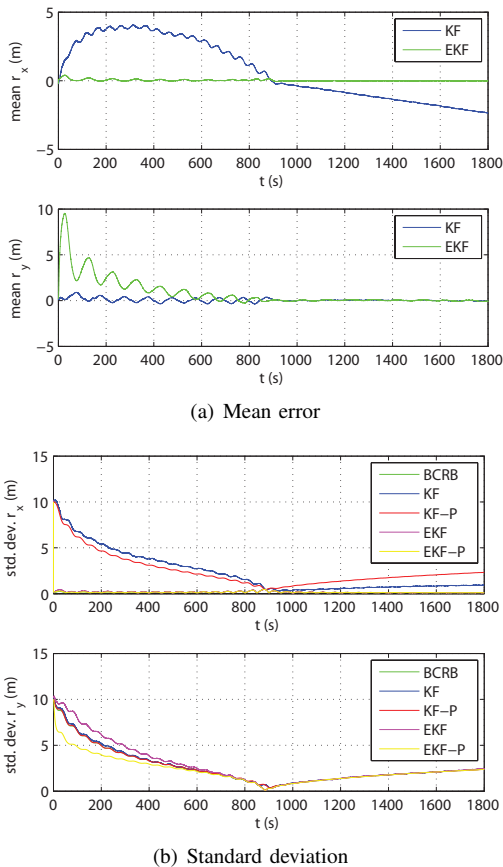 5
0
−5
mean r_x (m)
KF
EKF
0 200 400 600 800 1000 1200 1400 1600 1800
t (s)
10
5
0
−5
mean r_y (m)
KF
EKF
0 200 400 600 800 1000 1200 1400 1600 1800
t (s)
(a) Mean error
15
10
5
0
std. dev. r_x (m)
BCRB
KF
KF−P
EKF
EKF−P
0 200 400 600 800 1000 1200 1400 1600 1800
t (s)
15
10
5
0
std. dev. r_y (m)
BCRB
KF
KF−P
EKF
EKF−P
0 200 400 600 800 1000 1200 1400 1600 1800
t (s)
(b) Standard deviation